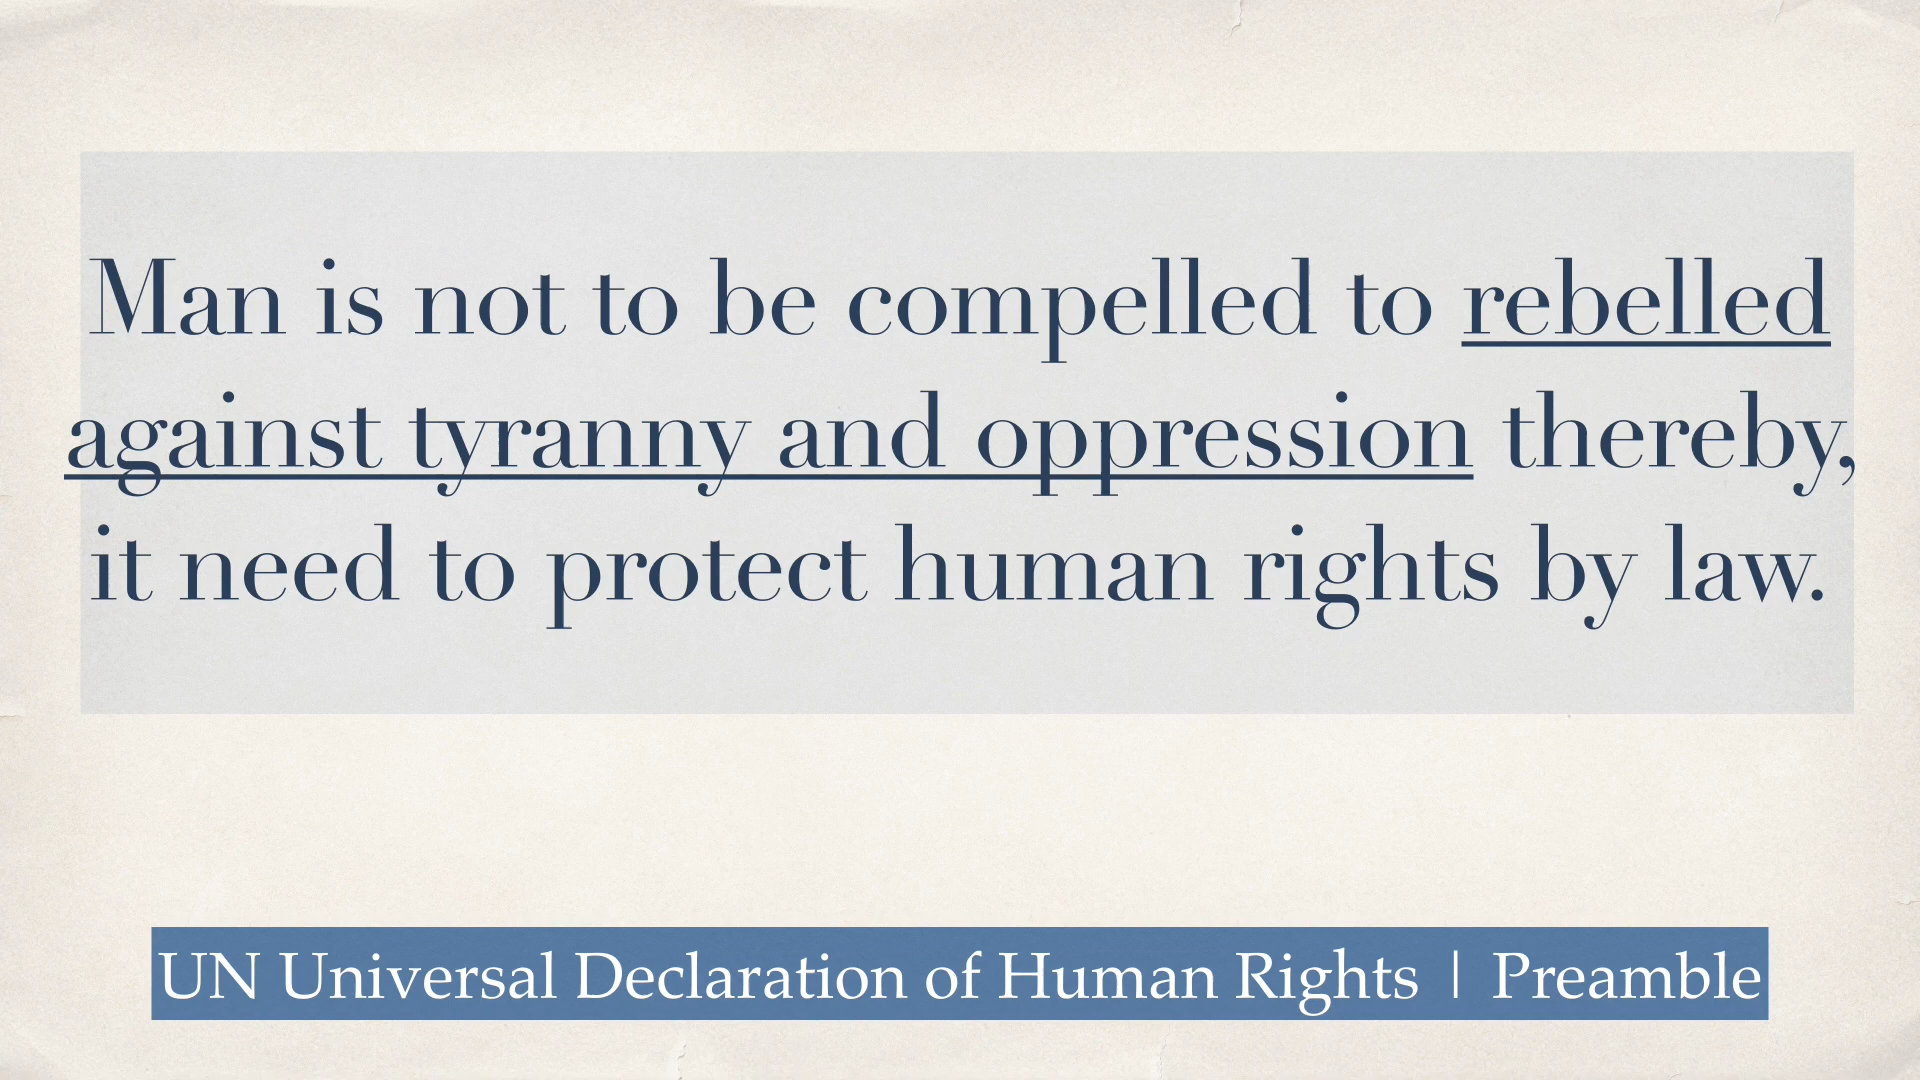 Man is not to be compelled to rebelled
against tyranny and oppression thereby,
it need to protect human rights by law.
UN Universal Declaration of Human Rights | Preamble